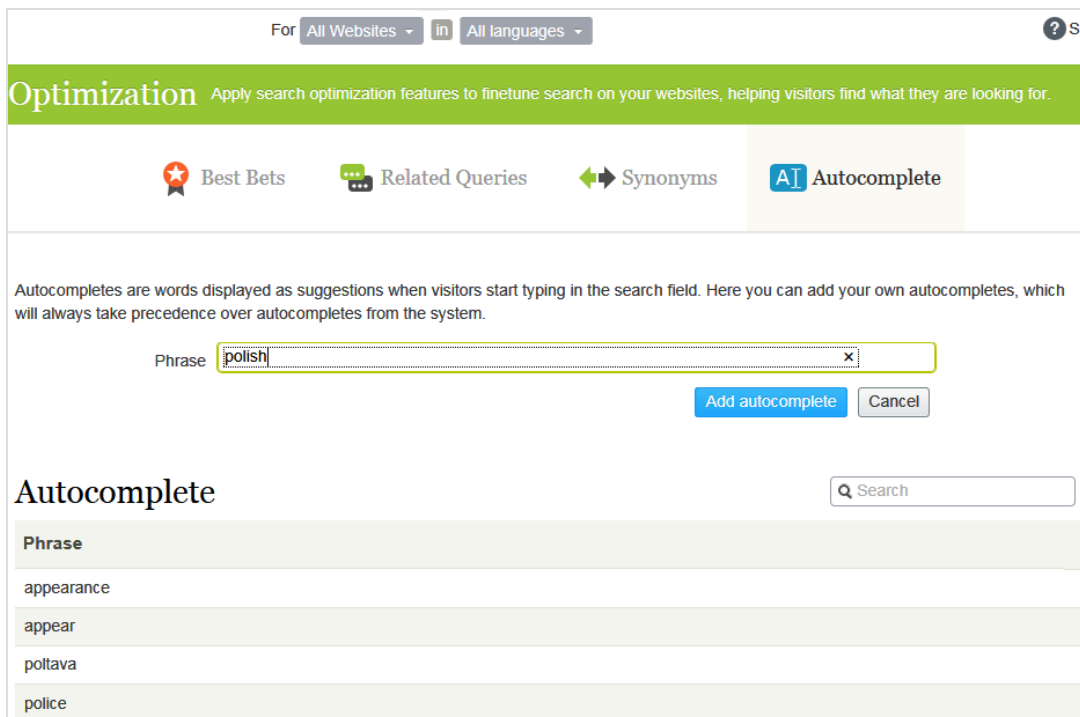 For All Websites in All languages ? S
Optimization Apply search optimization features to finetune search on your websites, helping visitors find what they are looking for.
Best Bets Related Queries Synonyms AI Autocomplete
Autocompletes are words displayed as suggestions when visitors start typing in the search field. Here you can add your own autocompletes, which
will always take precedence over autocompletes from the system.
Phrase polish ×
Add autocomplete Cancel
Autocomplete Search
Phrase
appearance
appear
poltava
police